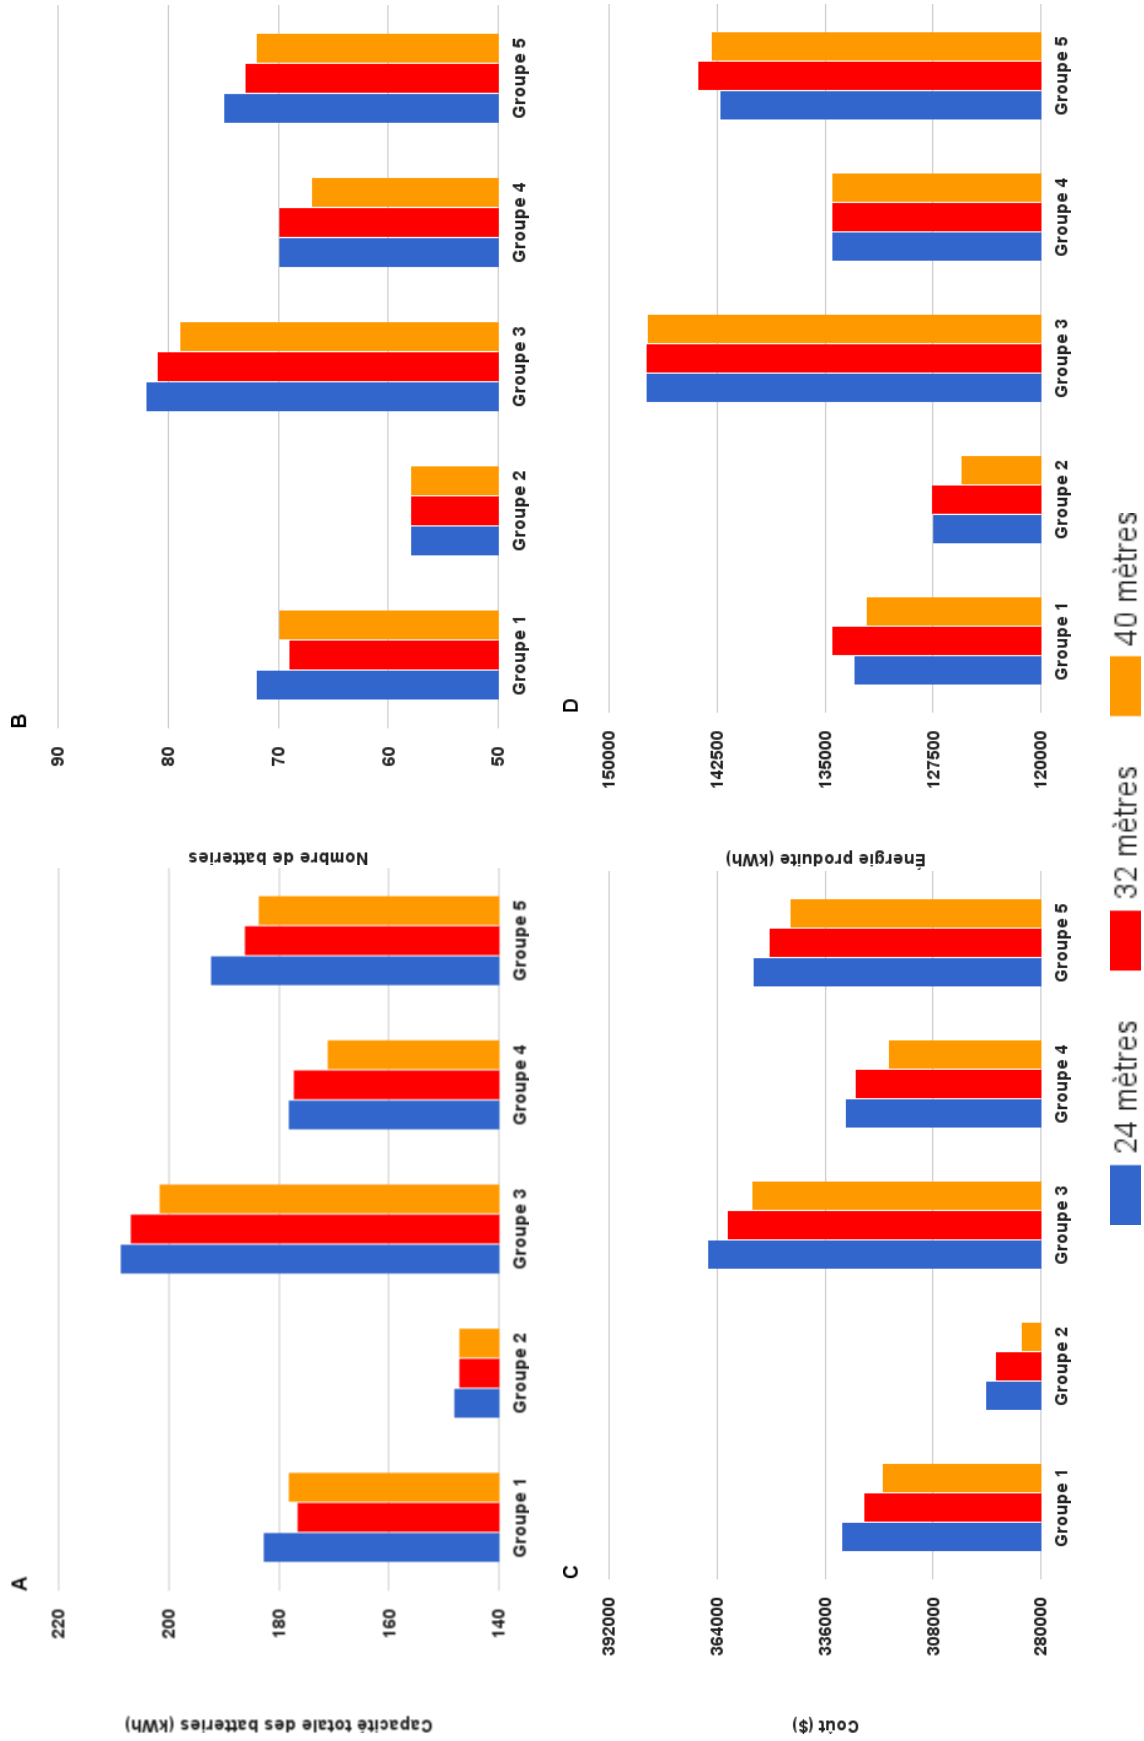 A
Capacité totale des batteries (kWh)
220
200
180
160
140
Groupe 1
Groupe 2
Groupe 3
Groupe 4
Groupe 5
B
Nombre de batteries
90
80
70
60
50
Groupe 1
Groupe 2
Groupe 3
Groupe 4
Groupe 5
C
Coût ($)
392000
364000
336000
308000
280000
Groupe 1
Groupe 2
Groupe 3
Groupe 4
Groupe 5
D
Énergie produite (kWh)
150000
142500
135000
127500
120000
Groupe 1
Groupe 2
Groupe 3
Groupe 4
Groupe 5
24 mètres
32 mètres
40 mètres